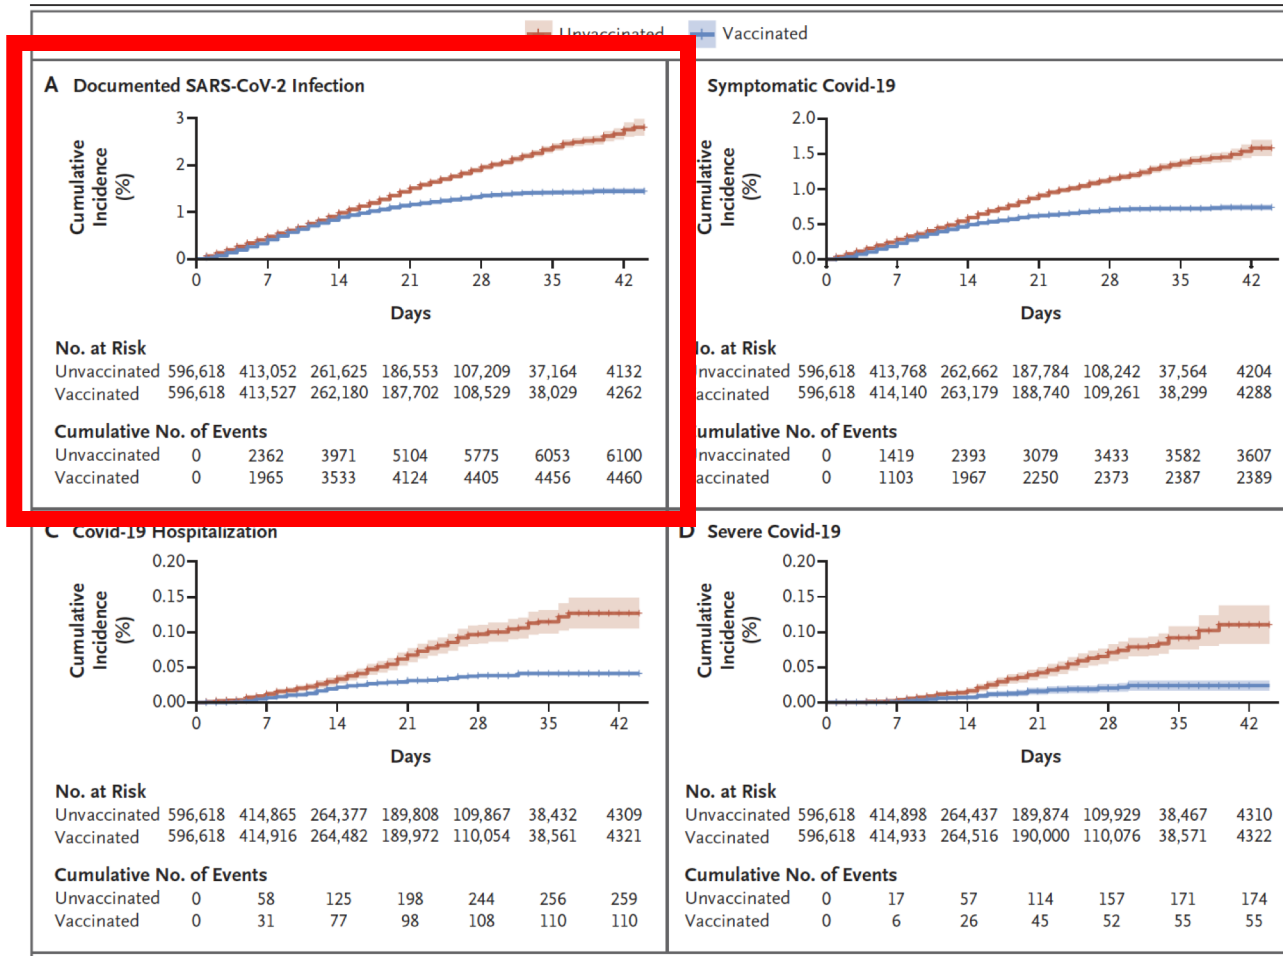 Unvaccinated Vaccinated
A Documented SARS-CoV-2 Infection
Cumulative
Incidence
(%)
3
2
1
0
0 7 14 21 28 35 42
Days
No. at Risk
Unvaccinated 596,618 413,052 261,625 186,553 107,209 37,164 4132
Vaccinated 596,618 413,527 262,180 187,702 108,529 38,029 4262
Cumulative No. of Events
Unvaccinated 0 2362 3971 5104 5775 6053 6100
Vaccinated 0 1965 3533 4124 4405 4456 4460
Symptomatic Covid-19
Cumulative
Incidence
(%)
2.0
1.5
1.0
0.5
0.0
0 7 14 21 28 35 42
Days
No. at Risk
Unvaccinated 596,618 413,768 262,662 187,784 108,242 37,564 4204
Vaccinated 596,618 414,140 263,179 188,740 109,261 38,299 4288
Cumulative No. of Events
Unvaccinated 0 1419 2393 3079 3433 3582 3607
Vaccinated 0 1103 1967 2250 2373 2387 2389
C Covid-19 Hospitalization
Cumulative
Incidence
(%)
0.20
0.15
0.10
0.05
0.00
0 7 14 21 28 35 42
Days
No. at Risk
Unvaccinated 596,618 414,865 264,377 189,808 109,867 38,432 4309
Vaccinated 596,618 414,916 264,482 189,972 110,054 38,561 4321
Cumulative No. of Events
Unvaccinated 0 58 125 198 244 256 259
Vaccinated 0 31 77 98 108 110 110
D Severe Covid-19
Cumulative
Incidence
(%)
0.20
0.15
0.10
0.05
0.00
0 7 14 21 28 35 42
Days
No. at Risk
Unvaccinated 596,618 414,898 264,437 189,874 109,929 38,467 4310
Vaccinated 596,618 414,933 264,516 190,000 110,076 38,571 4322
Cumulative No. of Events
Unvaccinated 0 17 57 114 157 171 174
Vaccinated 0 6 26 45 52 55 55